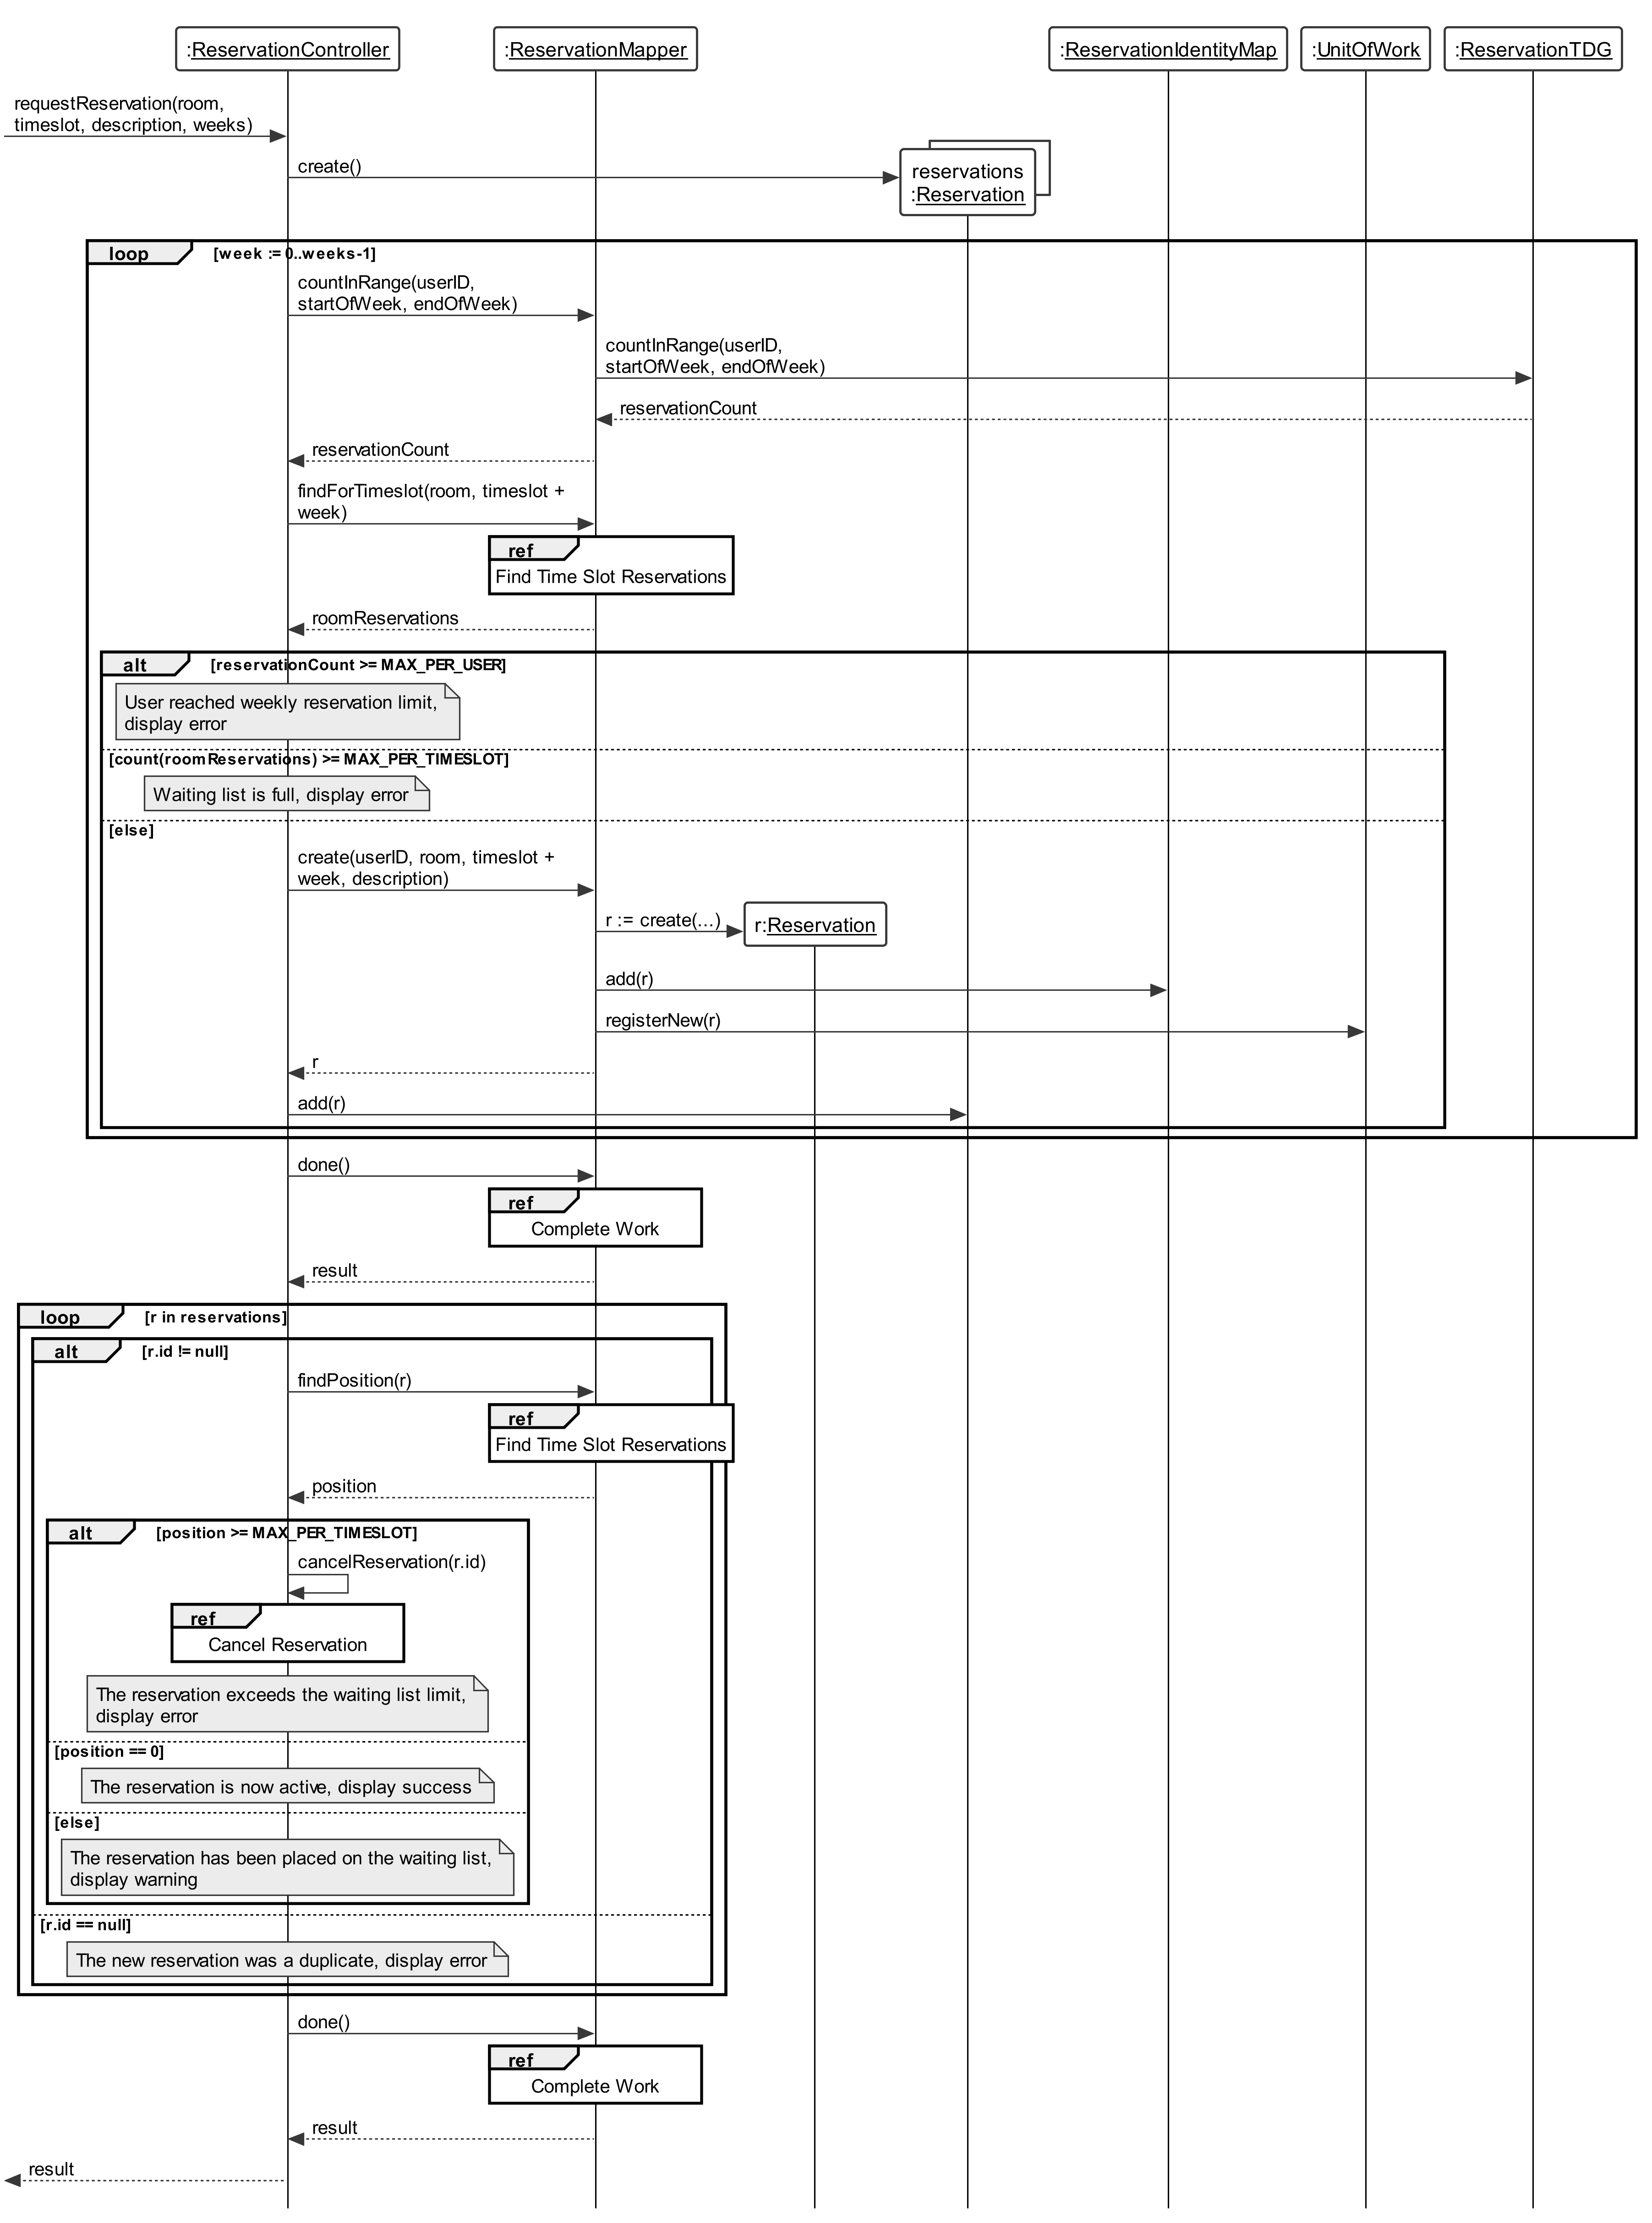 :ReservationController
:ReservationMapper
:ReservationIdentityMap
:UnitOfWork
:ReservationTDG
requestReservation(room,
timeslot, description, weeks)
create()
reservations
:Reservation
loop
[week := 0..weeks-1]
countInRange(userID,
startOfWeek, endOfWeek)
countInRange(userID,
startOfWeek, endOfWeek)
reservationCount
reservationCount
findForTimeslot(room, timeslot +
week)
ref
Find Time Slot Reservations
roomReservations
alt
[reservationCount >= MAX_PER_USER]
User reached weekly reservation limit,
display error
[count(roomReservations) >= MAX_PER_TIMESLOT]
Waiting list is full, display error
[else]
create(userID, room, timeslot +
week, description)
r := create(...)
r:Reservation
add(r)
registerNew(r)
r
add(r)
done()
ref
Complete Work
result
loop
[r in reservations]
alt
[r.id != null]
findPosition(r)
ref
Find Time Slot Reservations
position
alt
[position >= MAX_PER_TIMESLOT]
cancelReservation(r.id)
ref
Cancel Reservation
The reservation exceeds the waiting list limit,
display error
[position == 0]
The reservation is now active, display success
[else]
The reservation has been placed on the waiting list,
display warning
[r.id == null]
The new reservation was a duplicate, display error
done()
ref
Complete Work
result
result